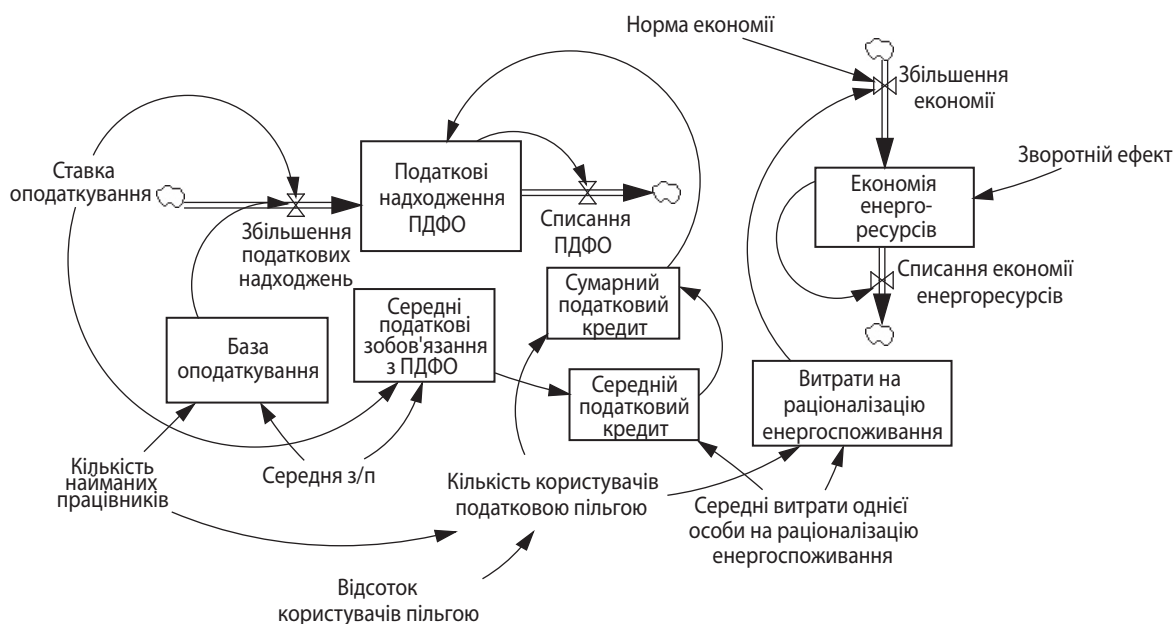 Норма економії
Збільшення
економії
Ставка
оподаткування
Податкові
надходження
ПДФО
Зворотній ефект
Економія
енерго-
ресурсів
Збільшення
податкових
надходжень
Списання
ПДФО
Списання економії
енергоресурсів
Сумарний
податковий
кредит
Середні
податкові
зобов'язання
з ПДФО
База
оподаткування
Середній
податковий
кредит
Витрати на
раціоналізацію
енергоспоживання
Кількість
найманих
працівників
Середня з/п
Кількість користувачів
податковою пільгою
Середні витрати однієї
особи на раціоналізацію
енергоспоживання
Відсоток
користувачів пільгою